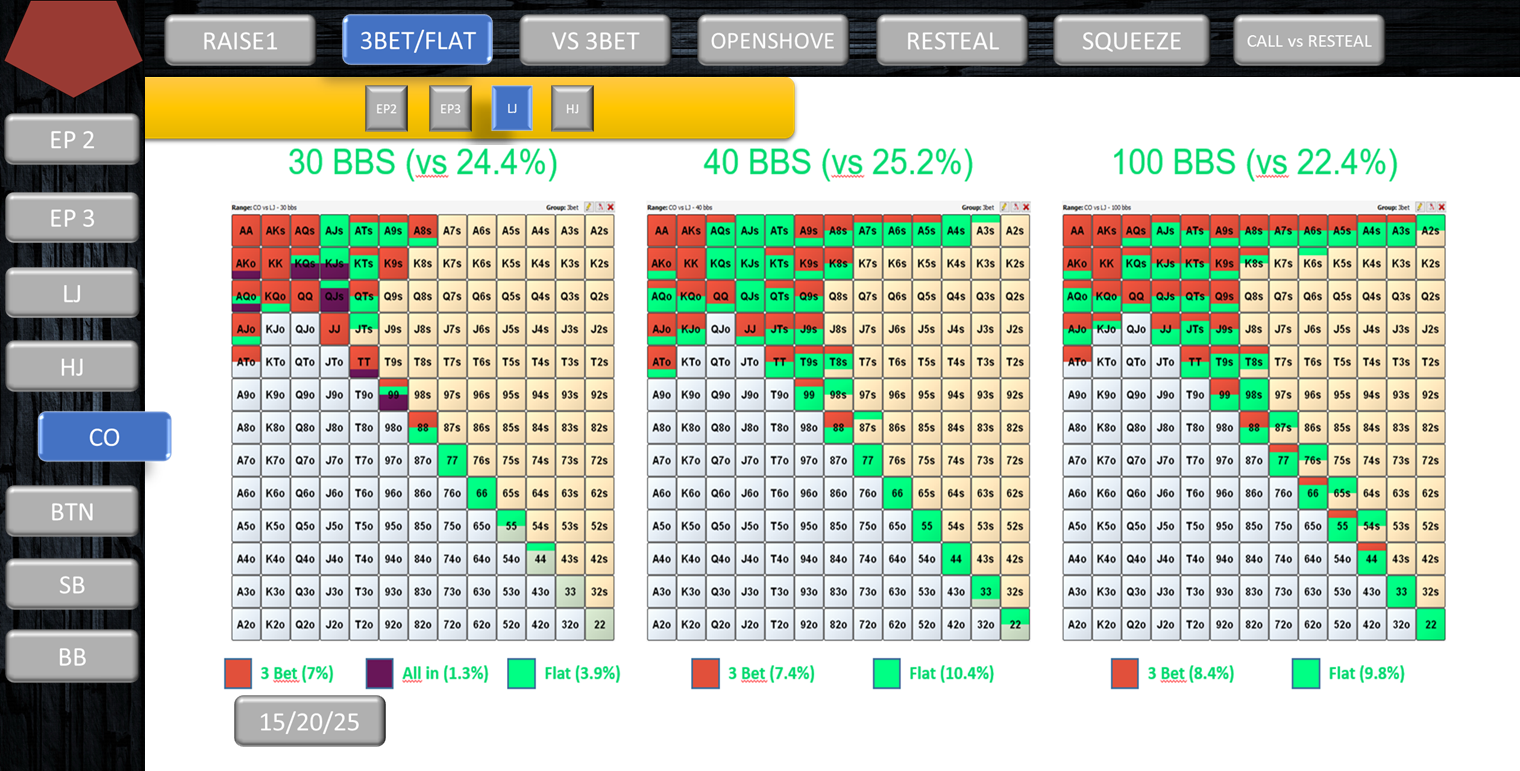 RAISE1
3BET/FLAT
VS 3BET
OPENSHOVE
RESTEAL
SQUEEZE
CALL vs RESTEAL
EP2
EP3
LJ
HJ
EP 2
EP 3
LJ
HJ
CO
BTN
SB
BB
30 BBS (vs 24.4%)
Range: CO vs LJ - 30 bbs
Group: 3bet
AA AKs AQs AJs ATs A9s A8s A7s A6s A5s A4s A3s A2s
AKo KK KQs KJs KTs K9s K8s K7s K6s K5s K4s K3s K2s
AQo KQo QQ QJs QTs Q9s Q8s Q7s Q6s Q5s Q4s Q3s Q2s
AJo KJo QJo JJ JTs J9s J8s J7s J6s J5s J4s J3s J2s
ATo KTo QTo JTo TT T9s T8s T7s T6s T5s T4s T3s T2s
A9o K9o Q9o J9o T9o 99 98s 97s 96s 95s 94s 93s 92s
A8o K8o Q8o J8o T8o 98o 88 87s 86s 85s 84s 83s 82s
A7o K7o Q7o J7o T7o 97o 87o 77 76s 75s 74s 73s 72s
A6o K6o Q6o J6o T6o 96o 86o 76o 66 65s 64s 63s 62s
A5o K5o Q5o J5o T5o 95o 85o 75o 65o 55 54s 53s 52s
A4o K4o Q4o J4o T4o 94o 84o 74o 64o 54o 44 43s 42s
A3o K3o Q3o J3o T3o 93o 83o 73o 63o 53o 43o 33 32s
A2o K2o Q2o J2o T2o 92o 82o 72o 62o 52o 42o 32o 22
3 Bet (7%)
All in (1.3%)
Flat (3.9%)
40 BBS (vs 25.2%)
Range: CO vs LJ - 40 bbs
Group: 3bet
AA AKs AQs AJs ATs A9s A8s A7s A6s A5s A4s A3s A2s
AKo KK KQs KJs KTs K9s K8s K7s K6s K5s K4s K3s K2s
AQo KQo QQ QJs QTs Q9s Q8s Q7s Q6s Q5s Q4s Q3s Q2s
AJo KJo QJo JJ JTs J9s J8s J7s J6s J5s J4s J3s J2s
ATo KTo QTo JTo TT T9s T8s T7s T6s T5s T4s T3s T2s
A9o K9o Q9o J9o T9o 99 98s 97s 96s 95s 94s 93s 92s
A8o K8o Q8o J8o T8o 98o 88 87s 86s 85s 84s 83s 82s
A7o K7o Q7o J7o T7o 97o 87o 77 76s 75s 74s 73s 72s
A6o K6o Q6o J6o T6o 96o 86o 76o 66 65s 64s 63s 62s
A5o K5o Q5o J5o T5o 95o 85o 75o 65o 55 54s 53s 52s
A4o K4o Q4o J4o T4o 94o 84o 74o 64o 54o 44 43s 42s
A3o K3o Q3o J3o T3o 93o 83o 73o 63o 53o 43o 33 32s
A2o K2o Q2o J2o T2o 92o 82o 72o 62o 52o 42o 32o 22
3 Bet (7.4%)
Flat (10.4%)
100 BBS (vs 22.4%)
Range: CO vs LJ - 100 bbs
Group: 3bet
AA AKs AQs AJs ATs A9s A8s A7s A6s A5s A4s A3s A2s
AKo KK KQs KJs KTs K9s K8s K7s K6s K5s K4s K3s K2s
AQo KQo QQ QJs QTs Q9s Q8s Q7s Q6s Q5s Q4s Q3s Q2s
AJo KJo QJo JJ JTs J9s J8s J7s J6s J5s J4s J3s J2s
ATo KTo QTo JTo TT T9s T8s T7s T6s T5s T4s T3s T2s
A9o K9o Q9o J9o T9o 99 98s 97s 96s 95s 94s 93s 92s
A8o K8o Q8o J8o T8o 98o 88 87s 86s 85s 84s 83s 82s
A7o K7o Q7o J7o T7o 97o 87o 77 76s 75s 74s 73s 72s
A6o K6o Q6o J6o T6o 96o 86o 76o 66 65s 64s 63s 62s
A5o K5o Q5o J5o T5o 95o 85o 75o 65o 55 54s 53s 52s
A4o K4o Q4o J4o T4o 94o 84o 74o 64o 54o 44 43s 42s
A3o K3o Q3o J3o T3o 93o 83o 73o 63o 53o 43o 33 32s
A2o K2o Q2o J2o T2o 92o 82o 72o 62o 52o 42o 32o 22
3 Bet (8.4%)
Flat (9.8%)
15/20/25